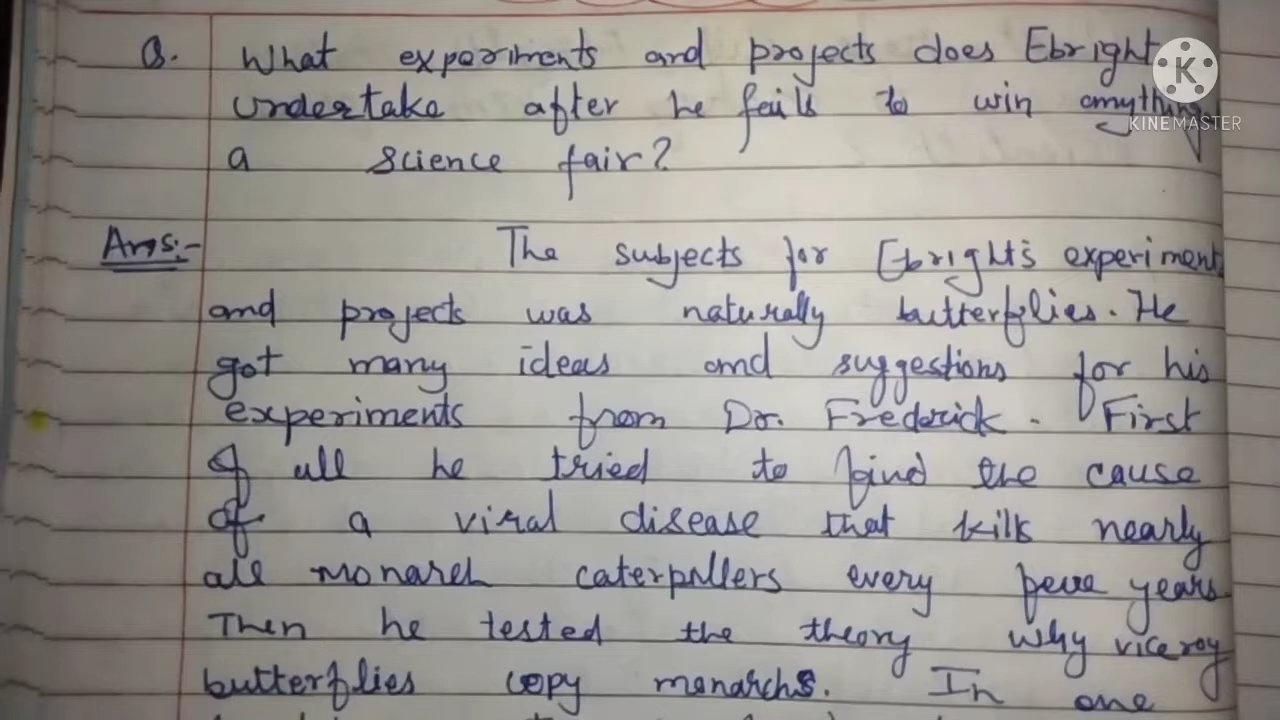 Q. What experiments and projects does Ebright
undertake after he fails to win anything
a science fair?
K
KINEMASTER
Ans:- The subjects for Ebright's experiment
and projects was naturally butterflies. He
got many ideas and suggestions for his
experiments from Dr. Frederick. First
of all he tried to find the cause
of a viral disease that kills nearly
all monarch caterpillers every few years.
Then he tested the theory why viceroy
butterflies copy monarchs. In one